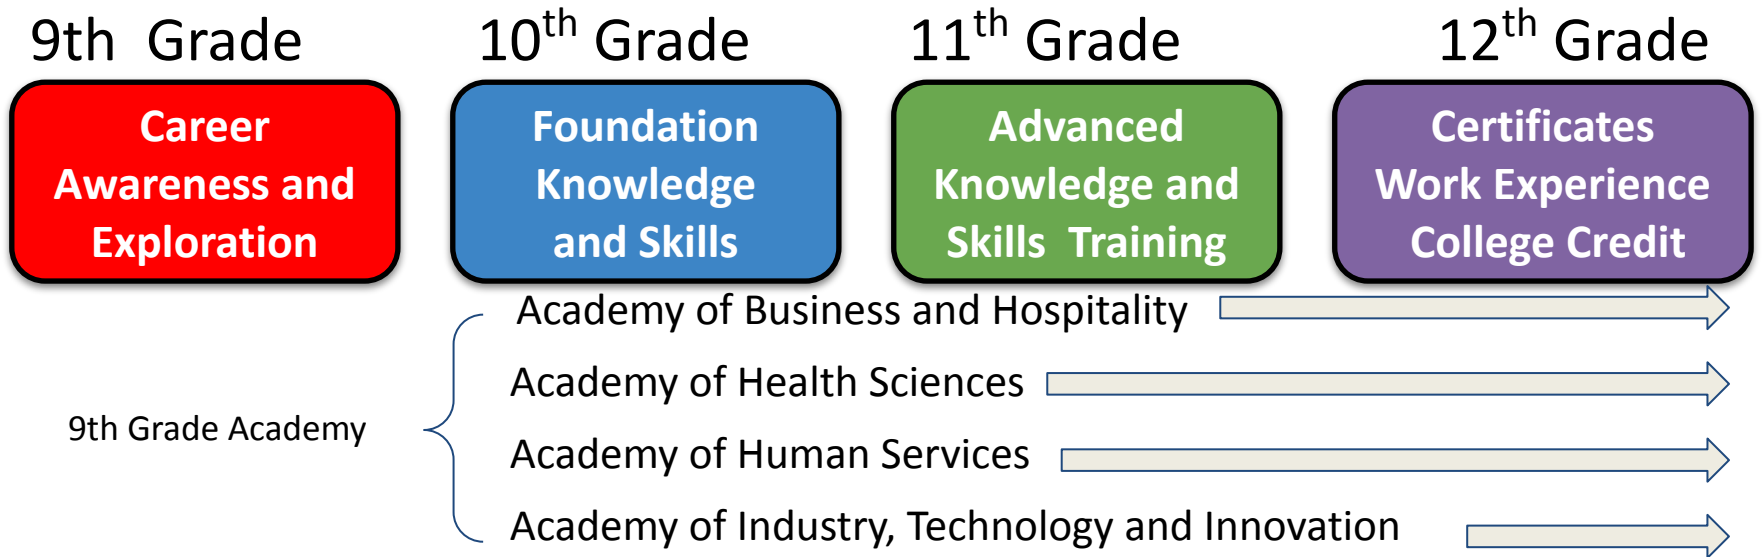 9th Grade
10th Grade
11th Grade
12th Grade
Career
Awareness and
Exploration
Foundation
Knowledge
and Skills
Advanced
Knowledge and
Skills Training
Certificates
Work Experience
College Credit
Academy of Business and Hospitality
Academy of Health Sciences
9th Grade Academy
Academy of Human Services
Academy of Industry, Technology and Innovation